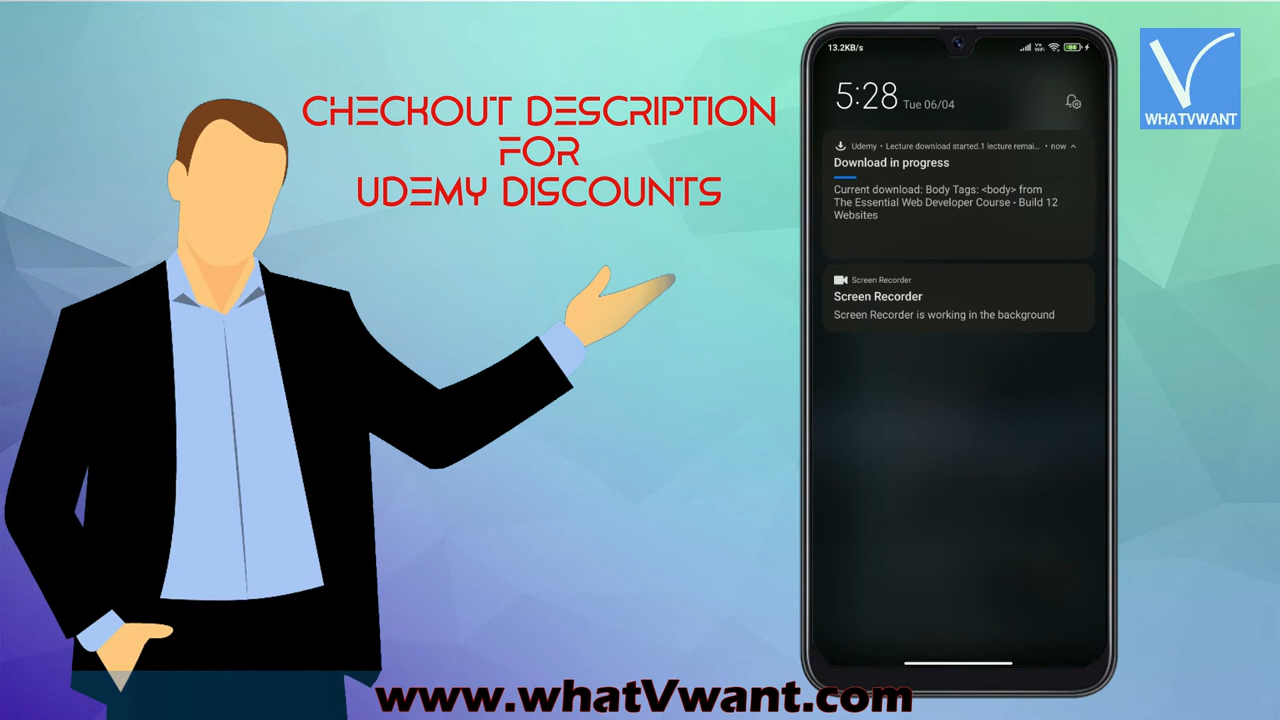 CHECKOUT DESCRIPTION
FOR
UDEMY DISCOUNTS
13.2KB/s
5:28 Tue 06/04
Udemy • Lecture download started.1 lecture remai... • now
Download in progress
Current download: Body Tags: <body> from
The Essential Web Developer Course - Build 12
Websites
Screen Recorder
Screen Recorder
Screen Recorder is working in the background
WHATVWANT
www.whatVwant.com